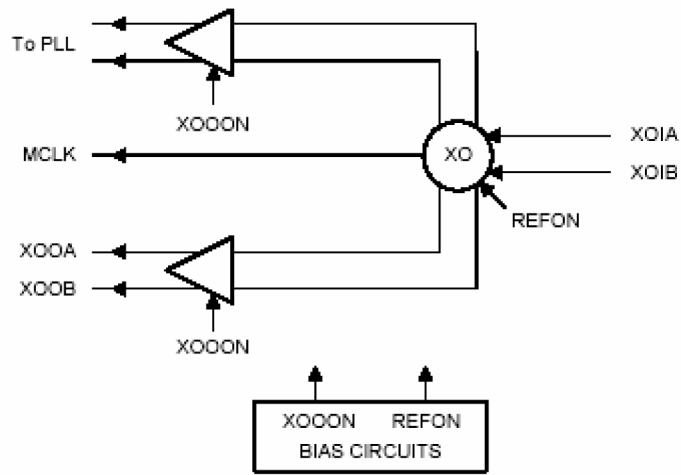 To PLL
XOOON
MCLK
XO
XOIA
XOIB
REFON
XOOA
XOOB
XOOON
XOOON REFON
BIAS CIRCUITS